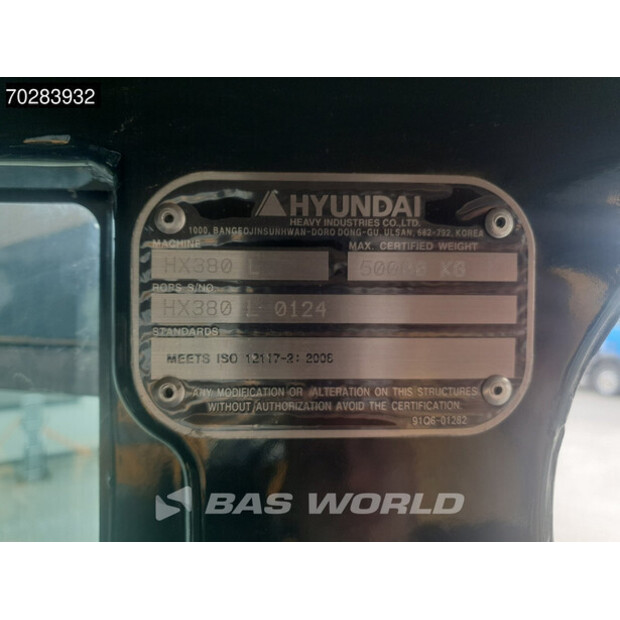 70283932
HYUNDAI
HEAVY INDUSTRIES CO.,LTD.
1000, BANGEOJINSUNHWAN-DORO DONG-GU, ULSAN, 682-792, KOREA
MACHINE MAX. CERTIFIED WEIGHT
HX380 L KG
ROPS S/NO.
HX380 L 0124
STANDARDS
MEETS ISO 12117-2: 2008
ANY MODIFICATION OR ALTERATION ON THIS STRUCTURES
WITHOUT AUTHORIZATION AVOID THE CERTIFICATION.
91Q6-01282
BAS WORLD